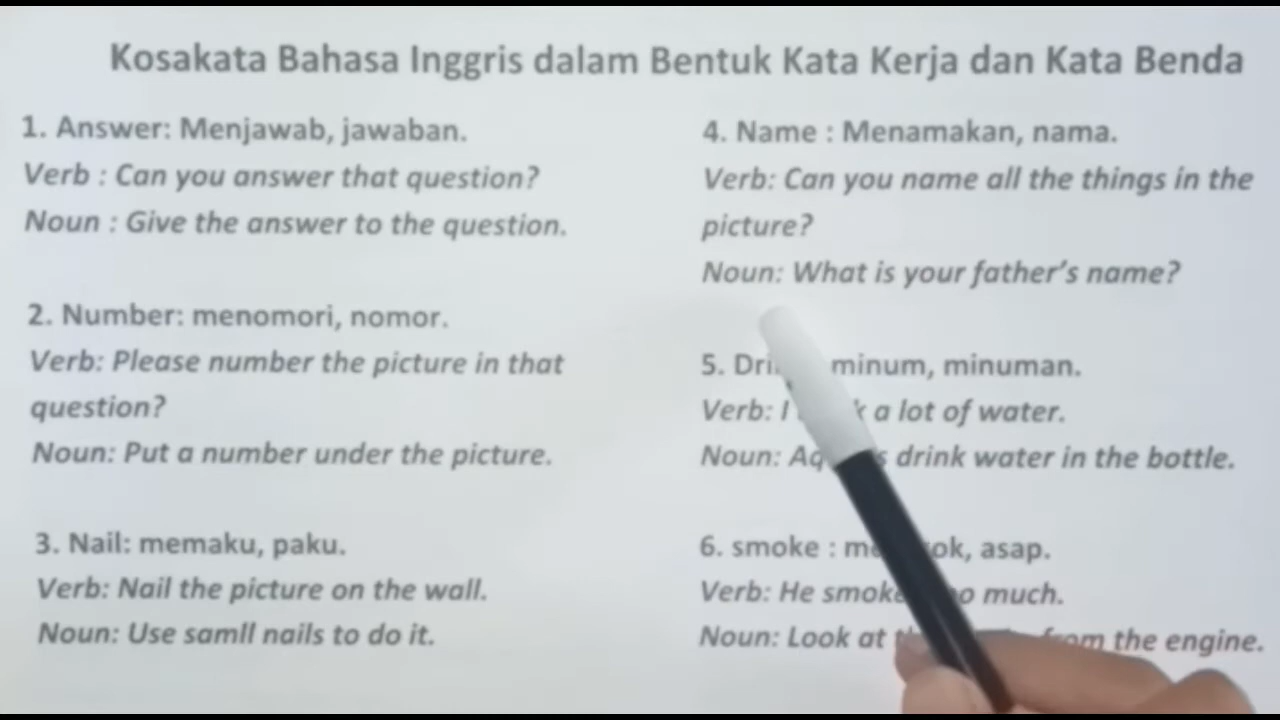 Kosakata Bahasa Inggris dalam Bentuk Kata Kerja dan Kata Benda
1. Answer: Menjawab, jawaban.
Verb : Can you answer that question?
Noun : Give the answer to the question.
2. Number: menomori, nomor.
Verb: Please number the picture in that
question?
Noun: Put a number under the picture.
3. Nail: memaku, paku.
Verb: Nail the picture on the wall.
Noun: Use samll nails to do it.
4. Name : Menamakan, nama.
Verb: Can you name all the things in the
picture?
Noun: What is your father's name?
5. minum, minuman.
Verb: I a lot of water.
Noun: drink water in the bottle.
6. smoke : asap.
Verb: He much.
Noun: Look at from the engine.